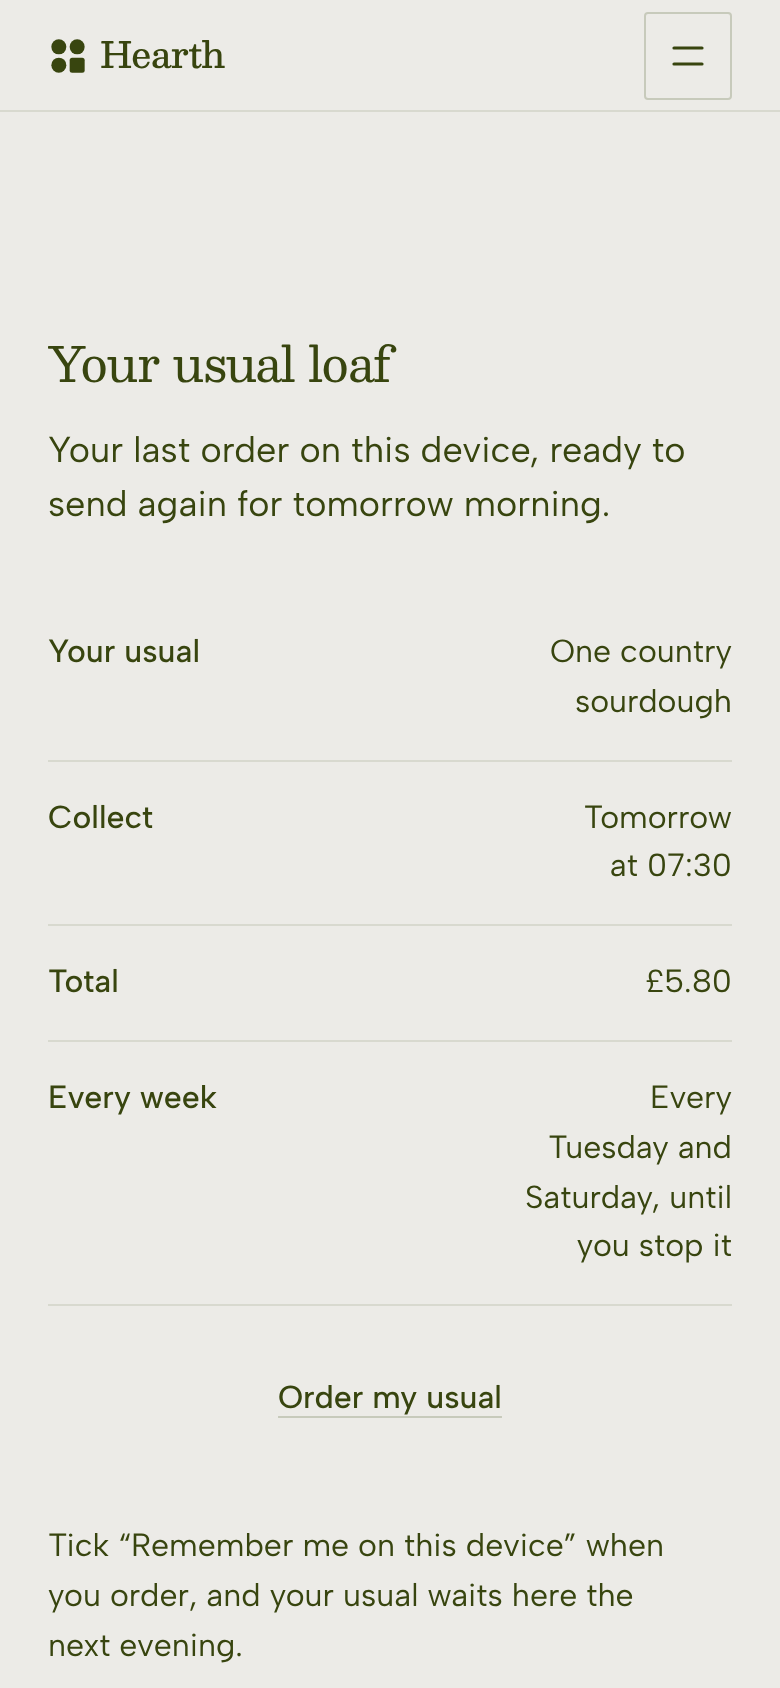 Hearth
Your usual loaf
Your last order on this device, ready to
send again for tomorrow morning.
Your usual
One country
sourdough
Collect
Tomorrow
at 07:30
Total
£5.80
Every week
Every
Tuesday and
Saturday, until
you stop it
Order my usual
Tick “Remember me on this device” when
you order, and your usual waits here the
next evening.